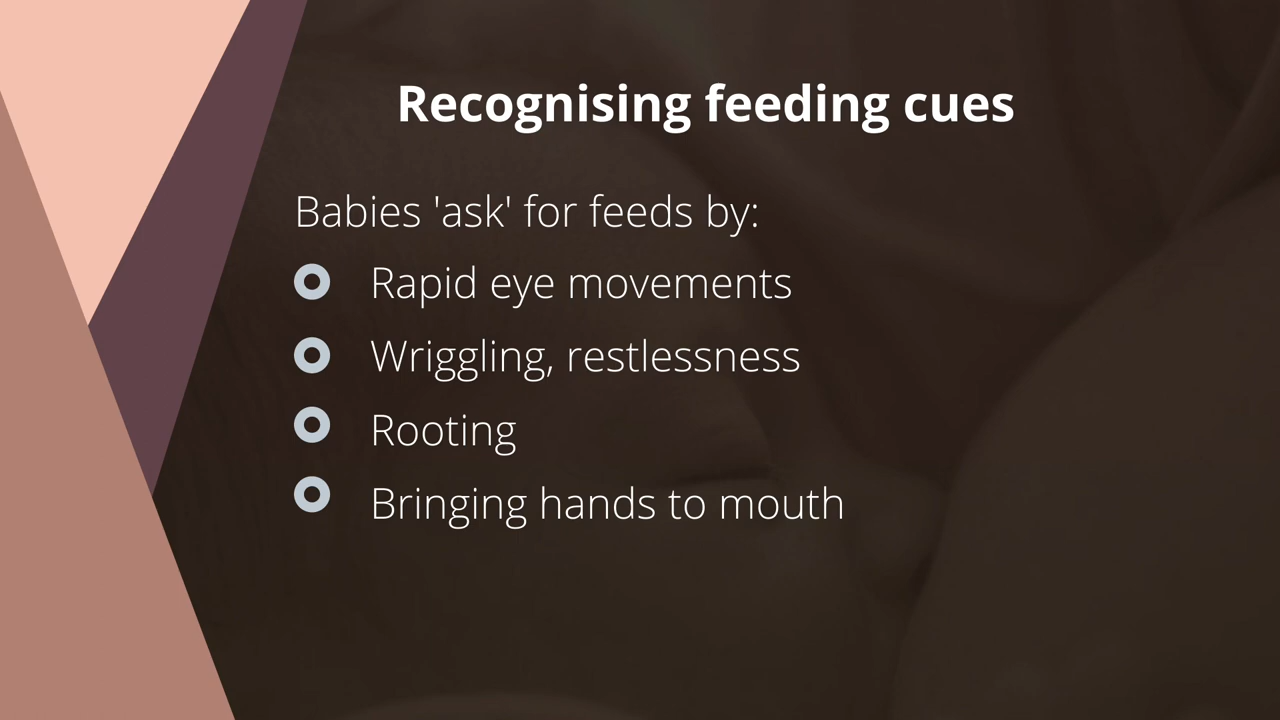 Recognising feeding cues
Babies 'ask' for feeds by:
Rapid eye movements
Wriggling, restlessness
Rooting
Bringing hands to mouth